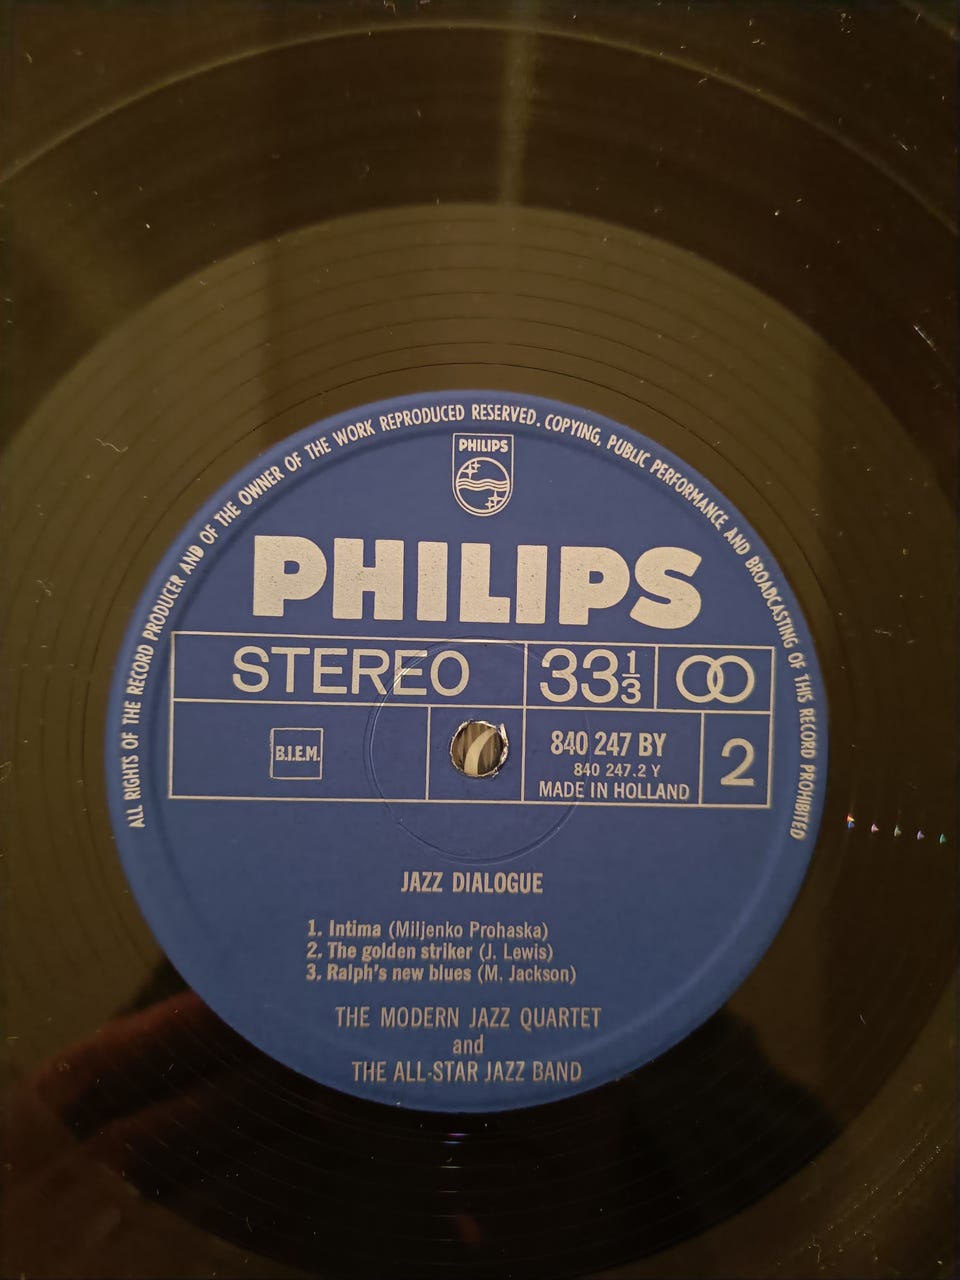 ALL RIGHTS OF THE RECORD PRODUCER AND OF THE OWNER OF THE WORK REPRODUCED RESERVED. COPYING, PUBLIC PERFORMANCE AND BROADCASTING OF THIS RECORD PROHIBITED
PHILIPS
PHILIPS
STEREO 33 1/3
B.I.E.M. 840 247 BY 2
840 247.2 Y
MADE IN HOLLAND
JAZZ DIALOGUE
1. Intima (Miljenko Prohaska)
2. The golden striker (J. Lewis)
3. Ralph's new blues (M. Jackson)
THE MODERN JAZZ QUARTET
and
THE ALL-STAR JAZZ BAND